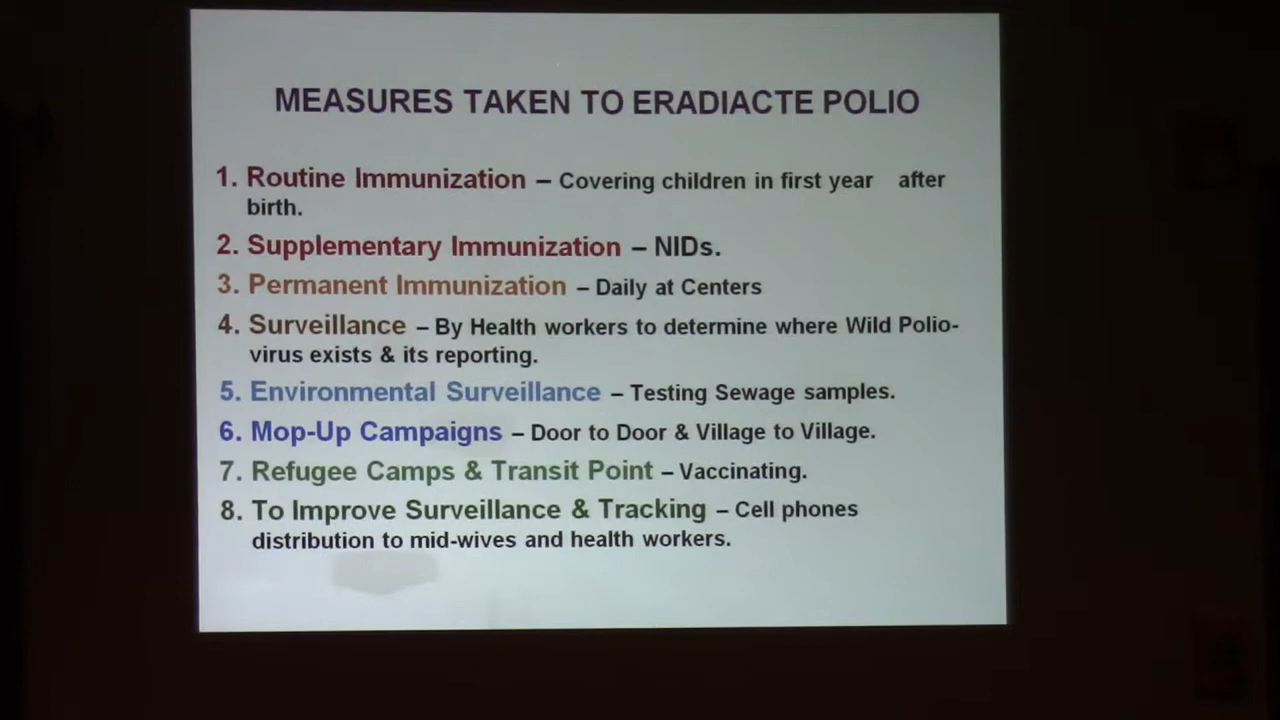 MEASURES TAKEN TO ERADIACTE POLIO
1. Routine Immunization – Covering children in first year after
birth.
2. Supplementary Immunization – NIDs.
3. Permanent Immunization – Daily at Centers
4. Surveillance – By Health workers to determine where Wild Polio-
virus exists & its reporting.
5. Environmental Surveillance – Testing Sewage samples.
6. Mop-Up Campaigns – Door to Door & Village to Village.
7. Refugee Camps & Transit Point – Vaccinating.
8. To Improve Surveillance & Tracking – Cell phones
distribution to mid-wives and health workers.